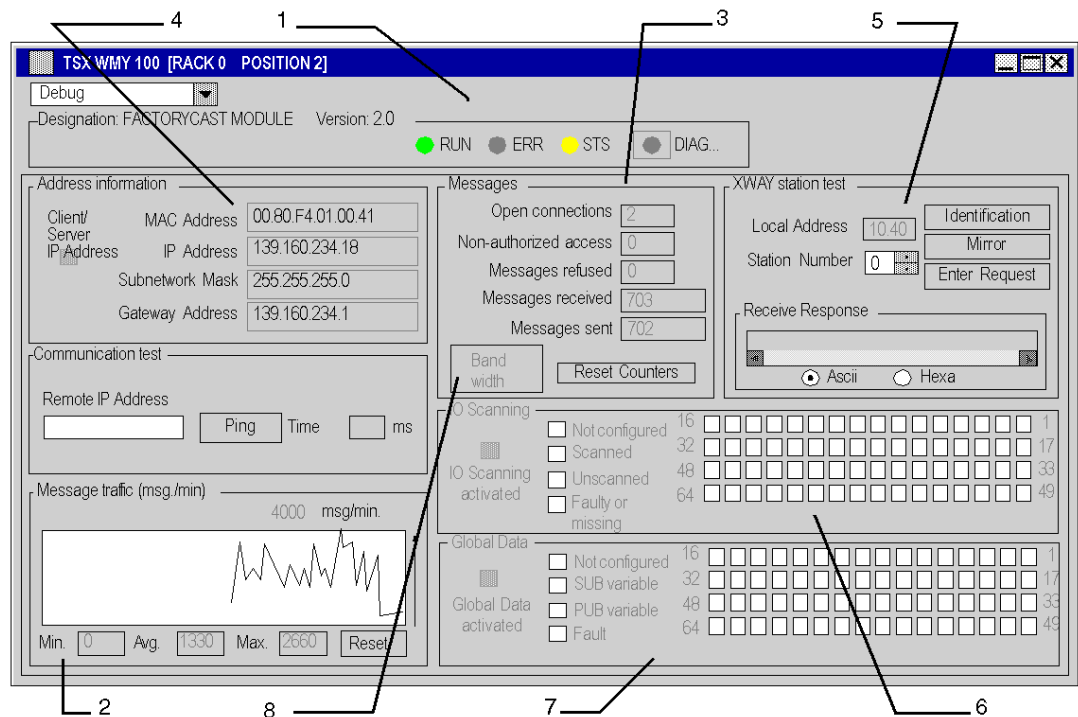 4 1 3 5
TSX WMY 100 [RACK 0 POSITION 2]
Debug
Designation: FACTORYCAST MODULE Version: 2.0
RUN ERR STS DIAG...
Address information
Client/
Server
IP Address
MAC Address 00.80.F4.01.00.41
IP Address 139.160.234.18
Subnetwork Mask 255.255.255.0
Gateway Address 139.160.234.1
Messages
Open connections 2
Non-authorized access 0
Messages refused 0
Messages received 703
Messages sent 702
Band
width
Reset Counters
XWAY station test
Local Address 10.40
Station Number 0
Identification
Mirror
Enter Request
Receive Response
Ascii Hexa
Communication test
Remote IP Address
Ping Time ms
IO Scanning
IO Scanning
activated
Not configured
Scanned
Unscanned
Faulty or
missing
16 1
32 17
48 33
64 49
Message traffic (msg./min)
4000 msg/min.
Min. 0 Avg. 1330 Max. 2660 Reset
Global Data
Global Data
activated
Not configured
SUB variable
PUB variable
Fault
16 1
32 17
48 33
64 49
2 8 7 6